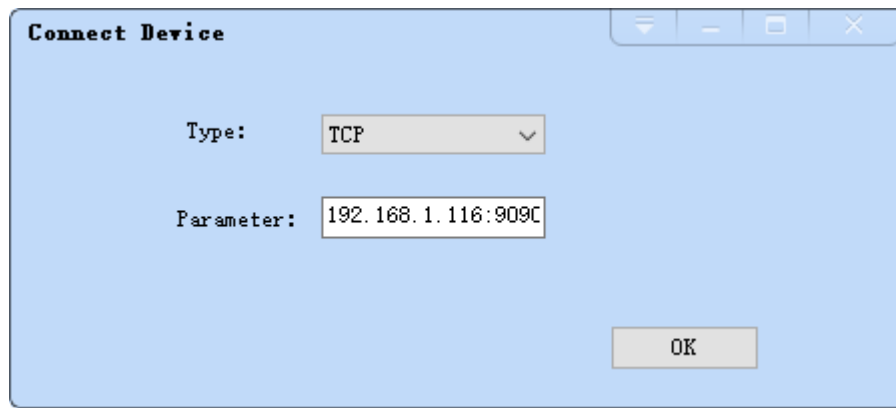 Connect Device
Type:
TCP
Parameter:
192.168.1.116:9090
OK